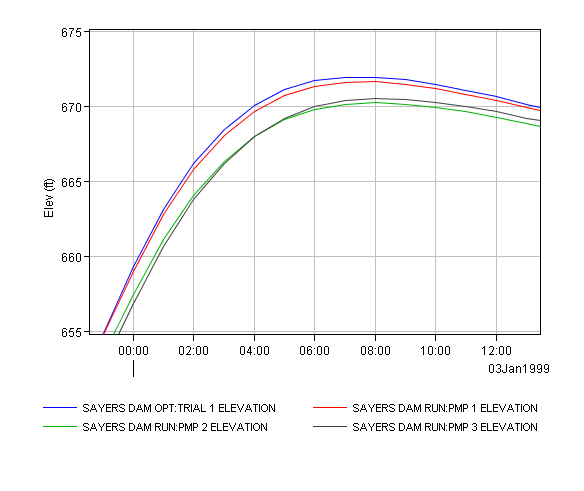 675
670
665
660
655
Elev (ft)
00:00 02:00 04:00 06:00 08:00 10:00 12:00
03Jan1999
SAYERS DAM OPT:TRIAL 1 ELEVATION SAYERS DAM RUN:PMP 1 ELEVATION
SAYERS DAM RUN:PMP 2 ELEVATION SAYERS DAM RUN:PMP 3 ELEVATION